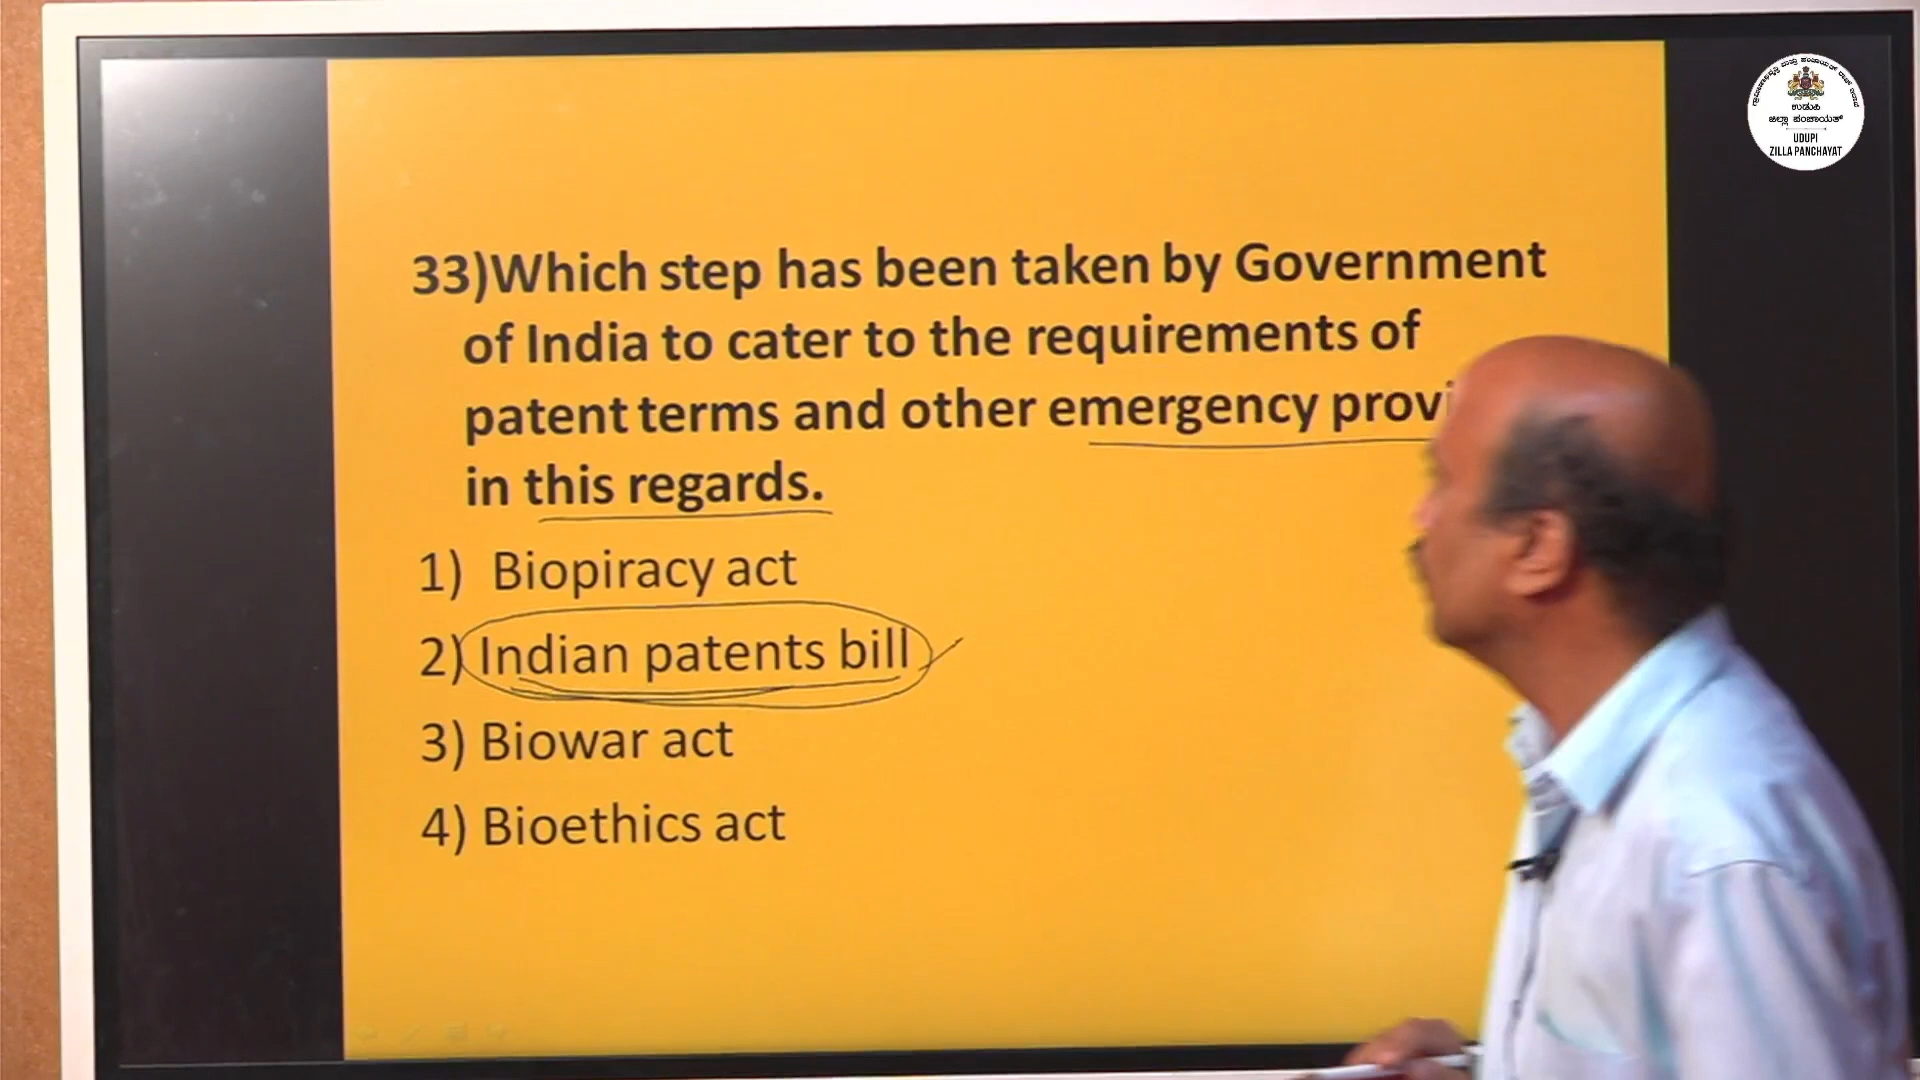 33)Which step has been taken by Government
of India to cater to the requirements of
patent terms and other emergency
in this regards.
1) Biopiracy act
2) Indian patents bill
3) Biowar act
4) Bioethics act
ಉಡುಪಿ
ಜಿಲ್ಲಾ ಪಂಚಾಯತ್
UDUPI
ZILLA PANCHAYAT